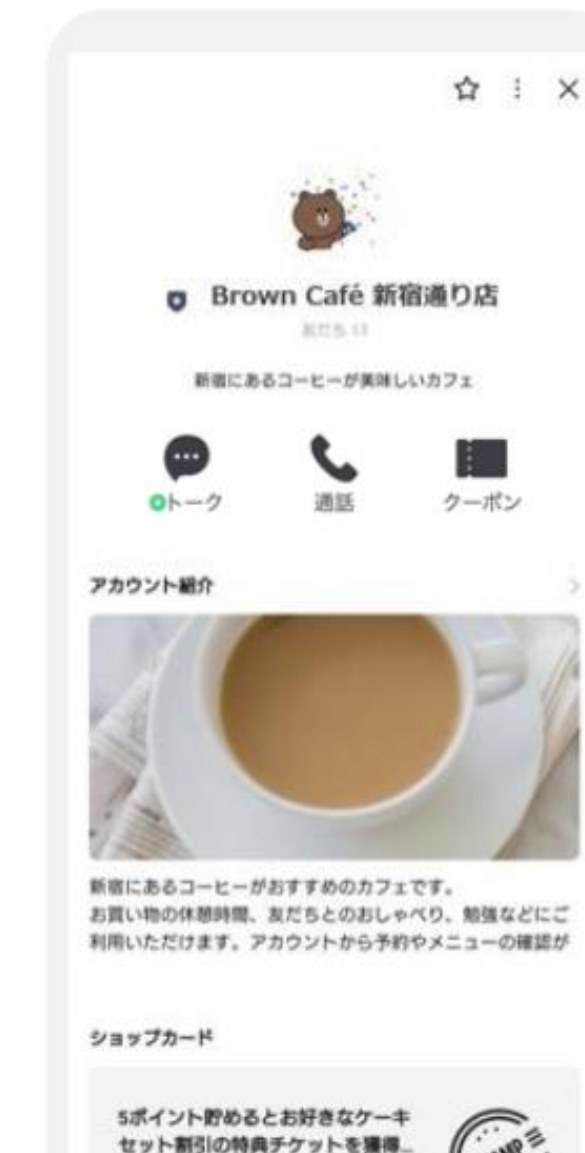 Brown Café 新宿通り店
友だち 13
新宿にあるコーヒーが美味しいカフェ
トーク
通話
クーポン
アカウント紹介
新宿にあるコーヒーがおすすめのカフェです。
お買い物の休憩時間、友だちとのおしゃべり、勉強などにご
利用いただけます。アカウントから予約やメニューの確認が
ショップカード
5ポイント貯めるとお好きなケーキ
セット割引の特典チケットを獲得...